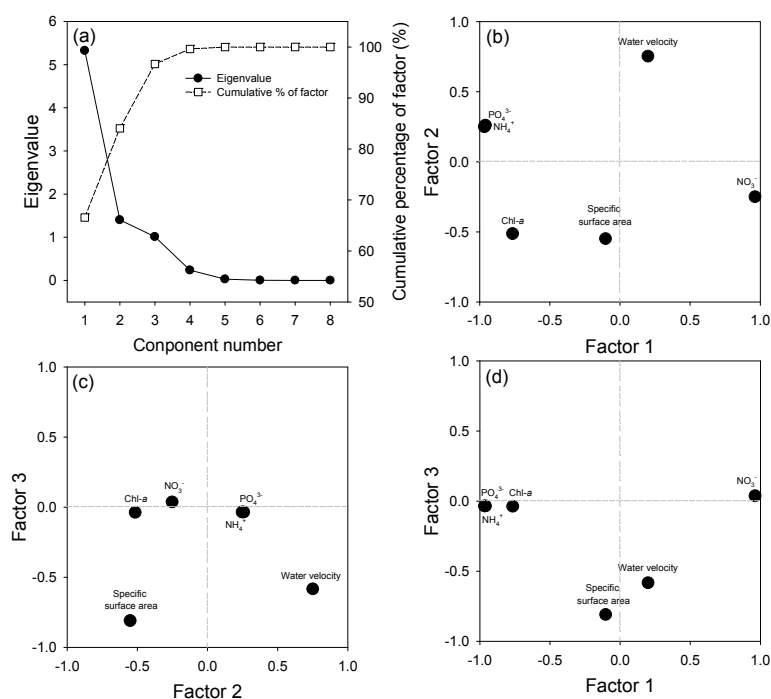 (a)
6
5
4
3
2
1
0
Eigenvalue
Eigenvalue
Cumulative % of factor
100
90
80
70
60
50
Cumulative percentage of factor (%)
1 2 3 4 5 6 7 8
Conponent number
(b)
1.0
0.5
0.0
-0.5
-1.0
Factor 2
Water velocity
PO₄³⁻
NH₄⁺
NO₃⁻
Chl-a
Specific
surface area
-1.0 -0.5 0.0 0.5 1.0
Factor 1
(c)
1.0
0.5
0.0
-0.5
-1.0
Factor 3
NO₃⁻
Chl-a
PO₄³⁻
NH₄⁺
Water velocity
Specific
surface area
-1.0 -0.5 0.0 0.5 1.0
Factor 2
(d)
1.0
0.5
0.0
-0.5
-1.0
Factor 3
NO₃⁻
PO₄³⁻ Chl-a
NH₄⁺
Water velocity
Specific
surface area
-1.0 -0.5 0.0 0.5 1.0
Factor 1